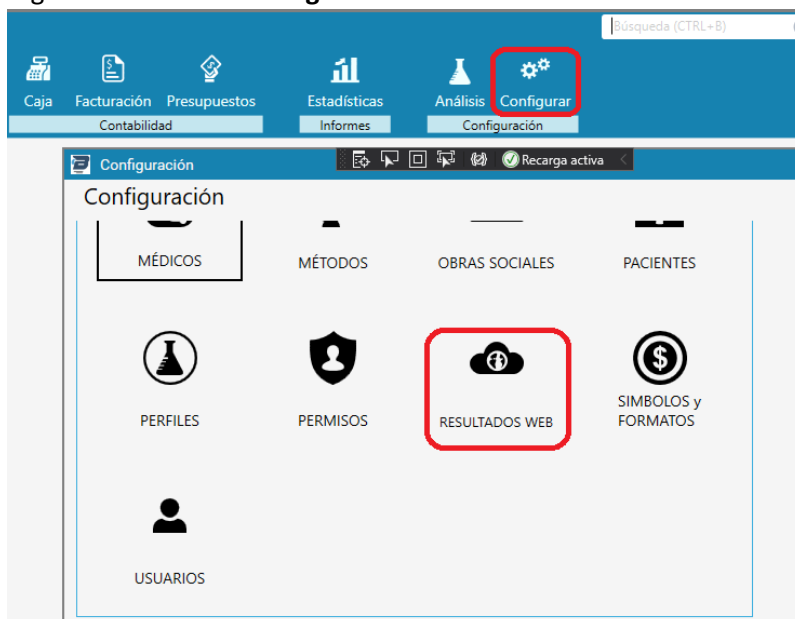 Búsqueda (CTRL+B)
Caja Facturación Presupuestos Estadísticas Análisis Configurar
Contabilidad Informes Configuración
Configuración Recarga activa
Configuración
MÉDICOS MÉTODOS OBRAS SOCIALES PACIENTES
PERFILES PERMISOS RESULTADOS WEB SIMBOLOS y
FORMATOS
USUARIOS